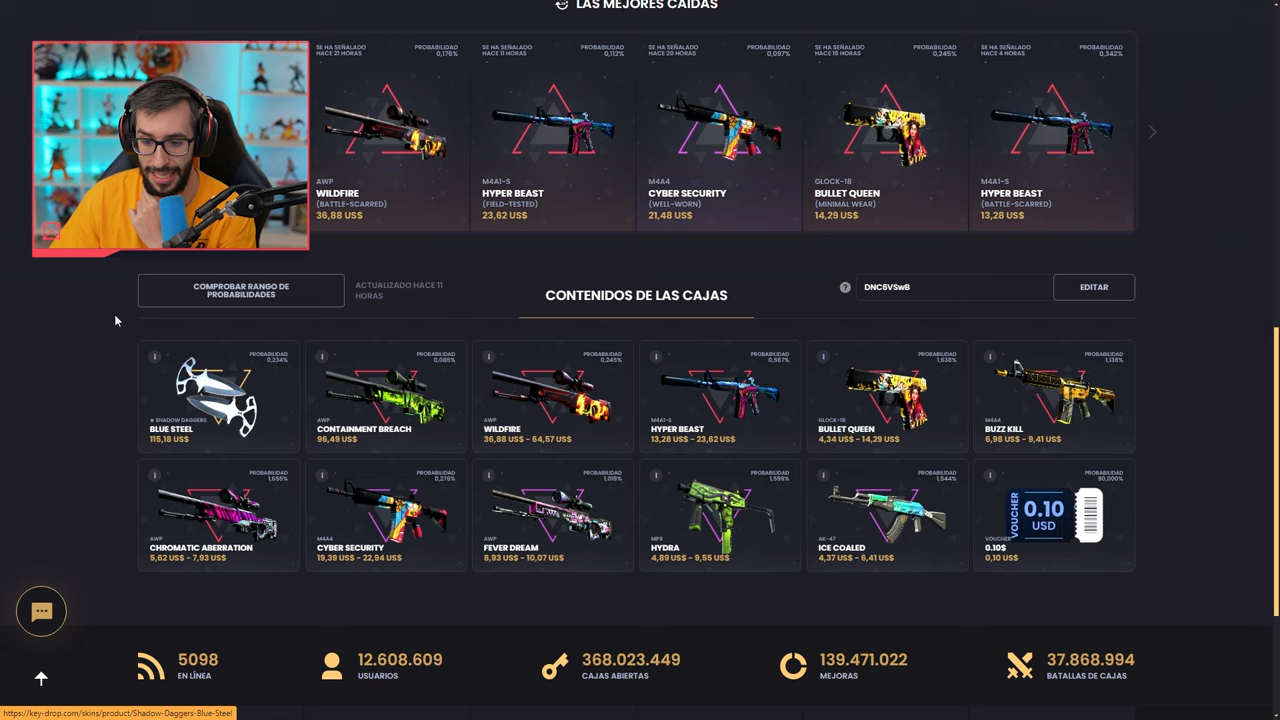 LAS MEJORES CAÍDAS
SE HA SEÑALADO
HACE 21 HORAS
PROBABILIDAD
0,176%
AWP
WILDFIRE
(BATTLE-SCARRED)
36,88 US$
SE HA SEÑALADO
HACE 11 HORAS
PROBABILIDAD
0,112%
M4A1-S
HYPER BEAST
(FIELD-TESTED)
23,62 US$
SE HA SEÑALADO
HACE 20 HORAS
PROBABILIDAD
0,097%
M4A4
CYBER SECURITY
(WELL-WORN)
21,48 US$
SE HA SEÑALADO
HACE 16 HORAS
PROBABILIDAD
0,245%
GLOCK-18
BULLET QUEEN
(MINIMAL WEAR)
14,29 US$
SE HA SEÑALADO
HACE 4 HORAS
PROBABILIDAD
0,342%
M4A1-S
HYPER BEAST
(BATTLE-SCARRED)
13,28 US$
COMPROBAR RANGO DE
PROBABILIDADES
ACTUALIZADO HACE 11
HORAS
CONTENIDOS DE LAS CAJAS
?
DNC6VSwB
EDITAR
PROBABILIDAD
0,234%
★ SHADOW DAGGERS
BLUE STEEL
115,18 US$
PROBABILIDAD
0,085%
AWP
CONTAINMENT BREACH
96,49 US$
PROBABILIDAD
0,245%
AWP
WILDFIRE
36,88 US$ - 64,57 US$
PROBABILIDAD
0,567%
M4A1-S
HYPER BEAST
13,28 US$ - 23,62 US$
PROBABILIDAD
1,638%
GLOCK-18
BULLET QUEEN
4,34 US$ - 14,29 US$
PROBABILIDAD
1,138%
M4A4
BUZZ KILL
6,98 US$ - 9,41 US$
PROBABILIDAD
1,656%
AWP
CHROMATIC ABERRATION
5,62 US$ - 7,93 US$
PROBABILIDAD
0,276%
M4A4
CYBER SECURITY
19,39 US$ - 22,94 US$
PROBABILIDAD
1,019%
AWP
FEVER DREAM
8,93 US$ - 10,07 US$
PROBABILIDAD
1,599%
MP5
HYDRA
4,89 US$ - 9,55 US$
PROBABILIDAD
1,544%
AK-47
ICE COALED
4,37 US$ - 6,41 US$
PROBABILIDAD
90,000%
VOUCHER
0.10
USD
VOUCHER
0.10$
0,10 US$
5098
EN LÍNEA
12.608.609
USUARIOS
368.023.449
CAJAS ABIERTAS
139.471.022
MEJORAS
37.868.994
BATALLAS DE CAJAS
https://key-drop.com/skins/product/Shadow-Daggers-Blue-Steel